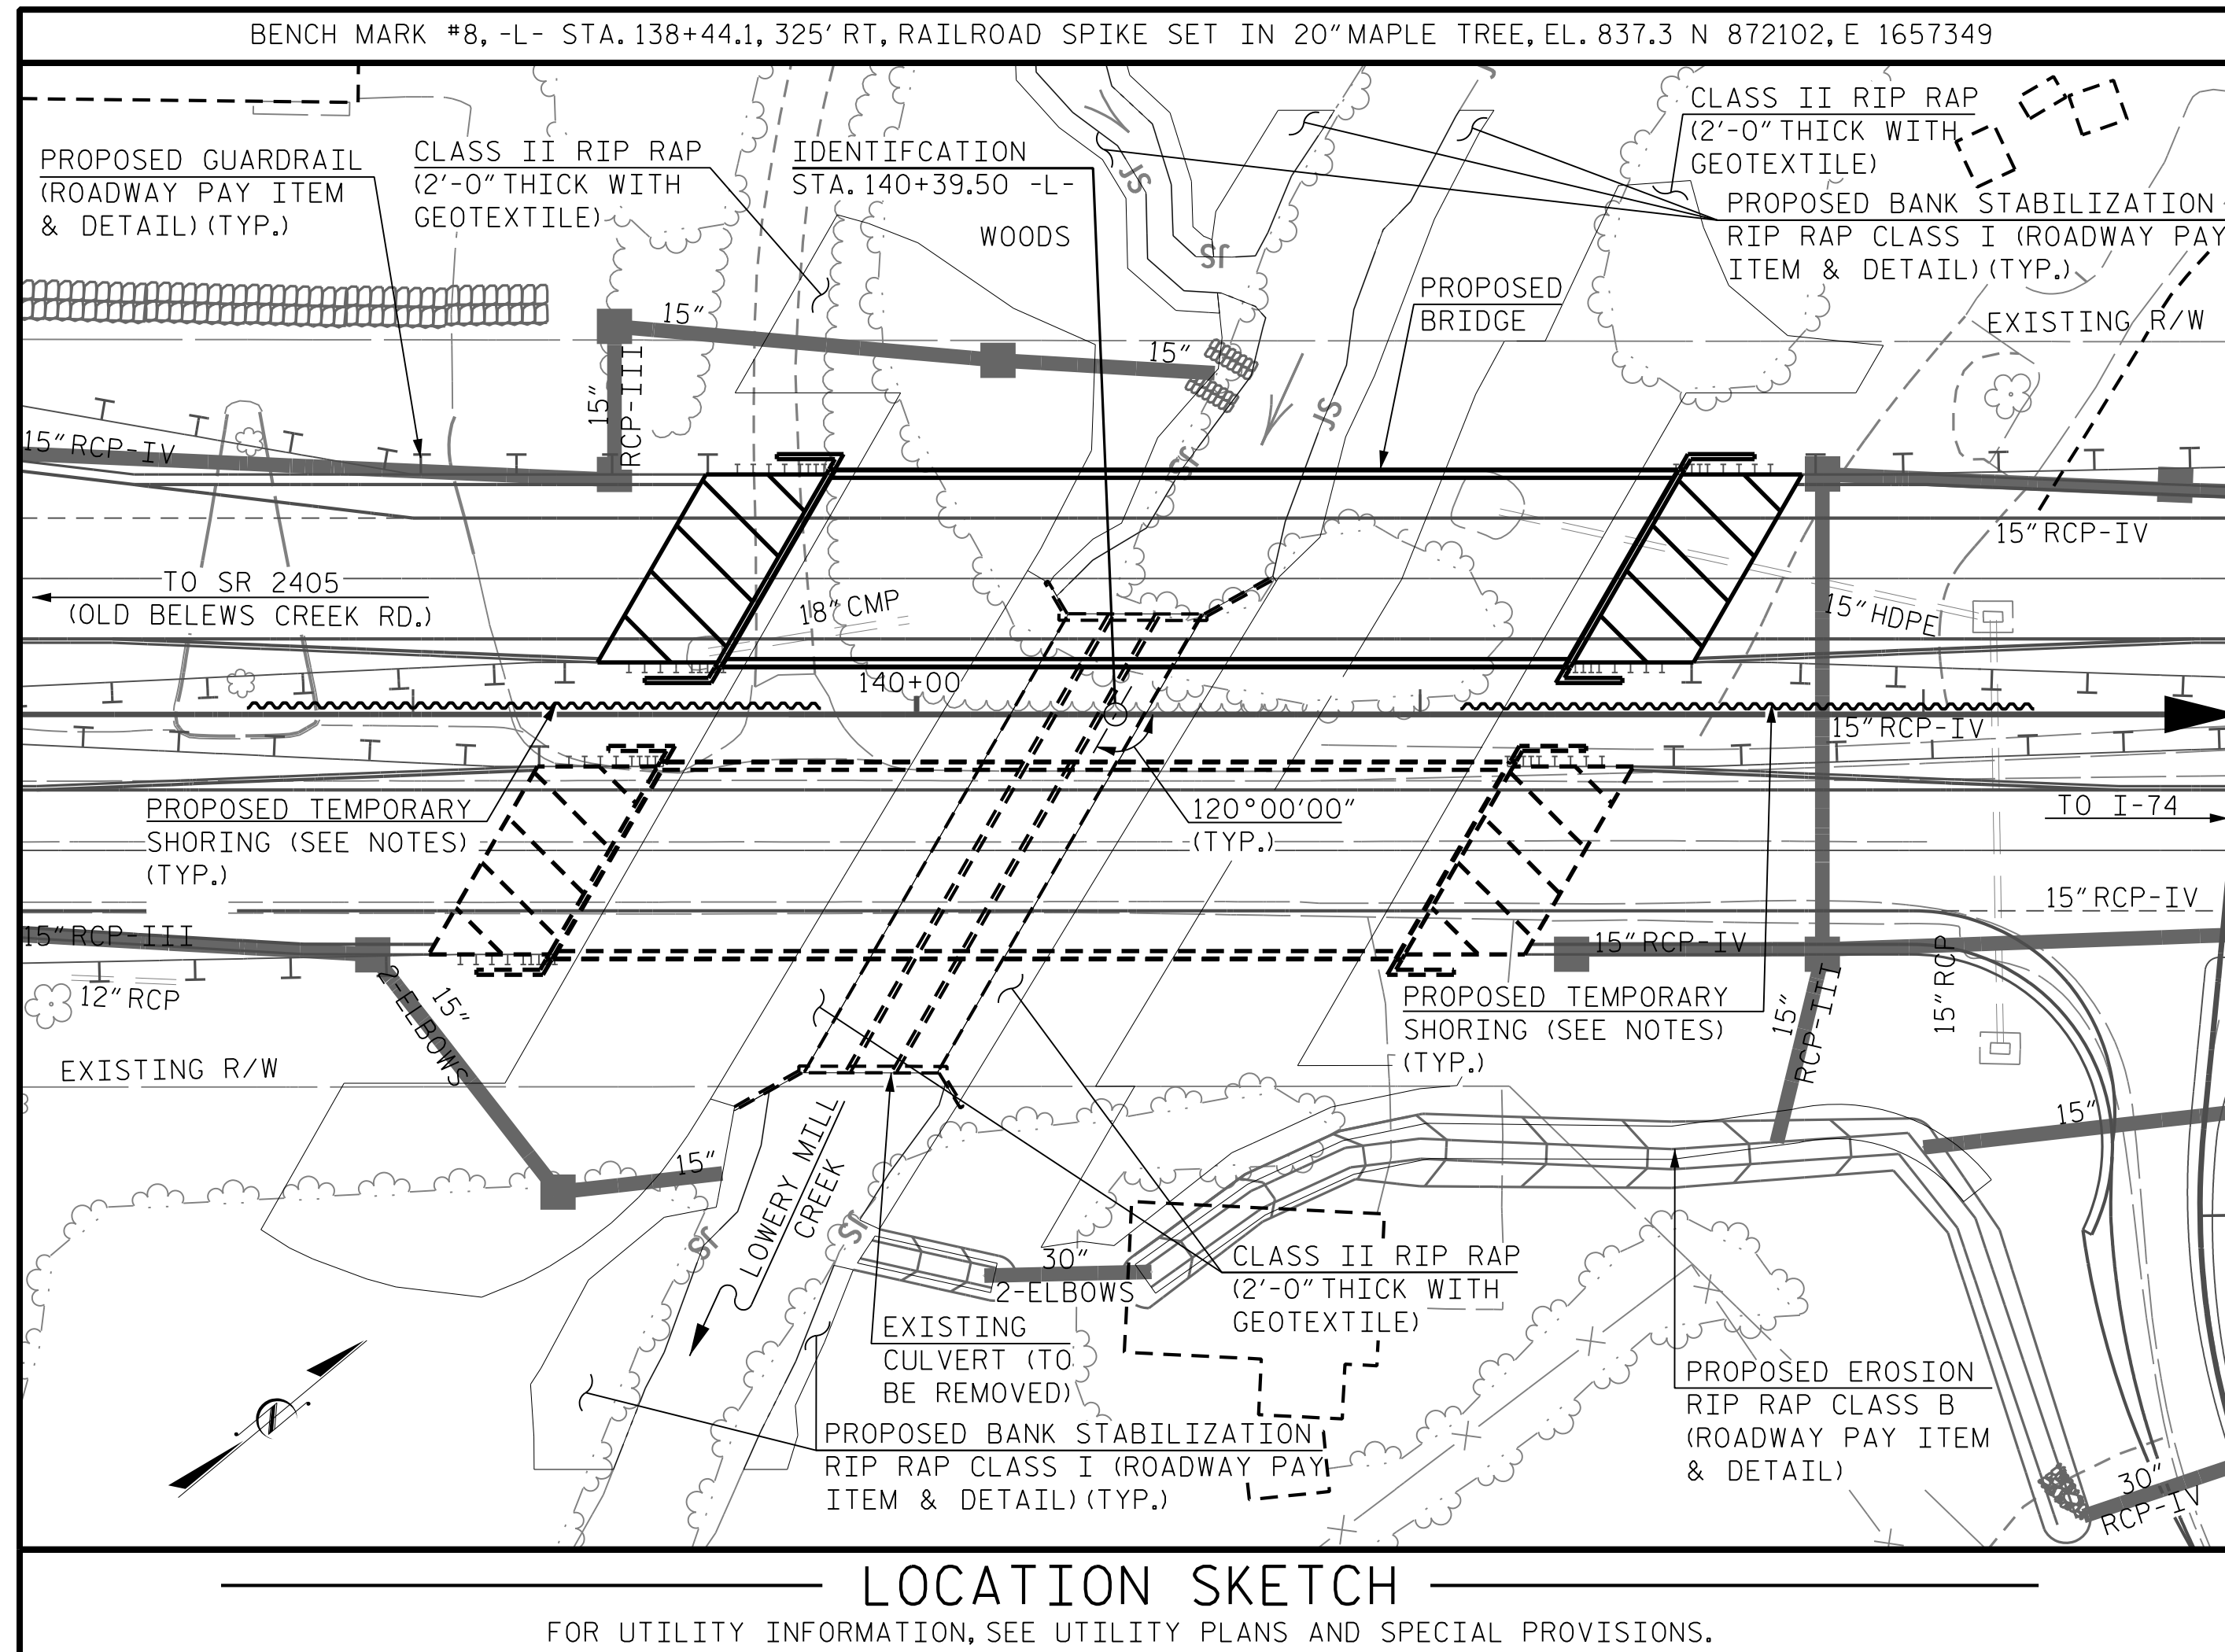 BENCH MARK #8, -L- STA. 138+44.1, 325' RT, RAILROAD SPIKE SET IN 20" MAPLE TREE, EL. 837.3 N 872102, E 1657349
PROPOSED GUARDRAIL
(ROADWAY PAY ITEM
& DETAIL) (TYP.)
CLASS II RIP RAP
(2'-0" THICK WITH
GEOTEXTILE)
IDENTIFCATION
STA. 140+39.50 -L-
WOODS
CLASS II RIP RAP
(2'-0" THICK WITH
GEOTEXTILE)
PROPOSED BANK STABILIZATION
RIP RAP CLASS I (ROADWAY PAY
ITEM & DETAIL) (TYP.)
PROPOSED
BRIDGE
EXISTING R/W
JS
JS
JS
JS
15"
15"
15"
RCP-III
15" RCP-IV
15" RCP-IV
TO SR 2405
(OLD BELEWS CREEK RD.)
18" CMP
15" HDPE
140+00
15" RCP-IV
PROPOSED TEMPORARY
SHORING (SEE NOTES)
(TYP.)
120°00'00"
(TYP.)
TO I-74
15" RCP-IV
15" RCP-III
15" RCP-IV
12" RCP
2-ELBOWS
15"
PROPOSED TEMPORARY
SHORING (SEE NOTES)
(TYP.)
15"
RCP-III
15" RCP
EXISTING R/W
15"
15"
LOWERY MILL
CREEK
JS
JS
30"
2-ELBOWS
CLASS II RIP RAP
(2'-0" THICK WITH
GEOTEXTILE)
EXISTING
CULVERT (TO
BE REMOVED)
PROPOSED BANK STABILIZATION
RIP RAP CLASS I (ROADWAY PAY
ITEM & DETAIL) (TYP.)
PROPOSED EROSION
RIP RAP CLASS B
(ROADWAY PAY ITEM
& DETAIL)
30"
RCP-IV
LOCATION SKETCH
FOR UTILITY INFORMATION, SEE UTILITY PLANS AND SPECIAL PROVISIONS.